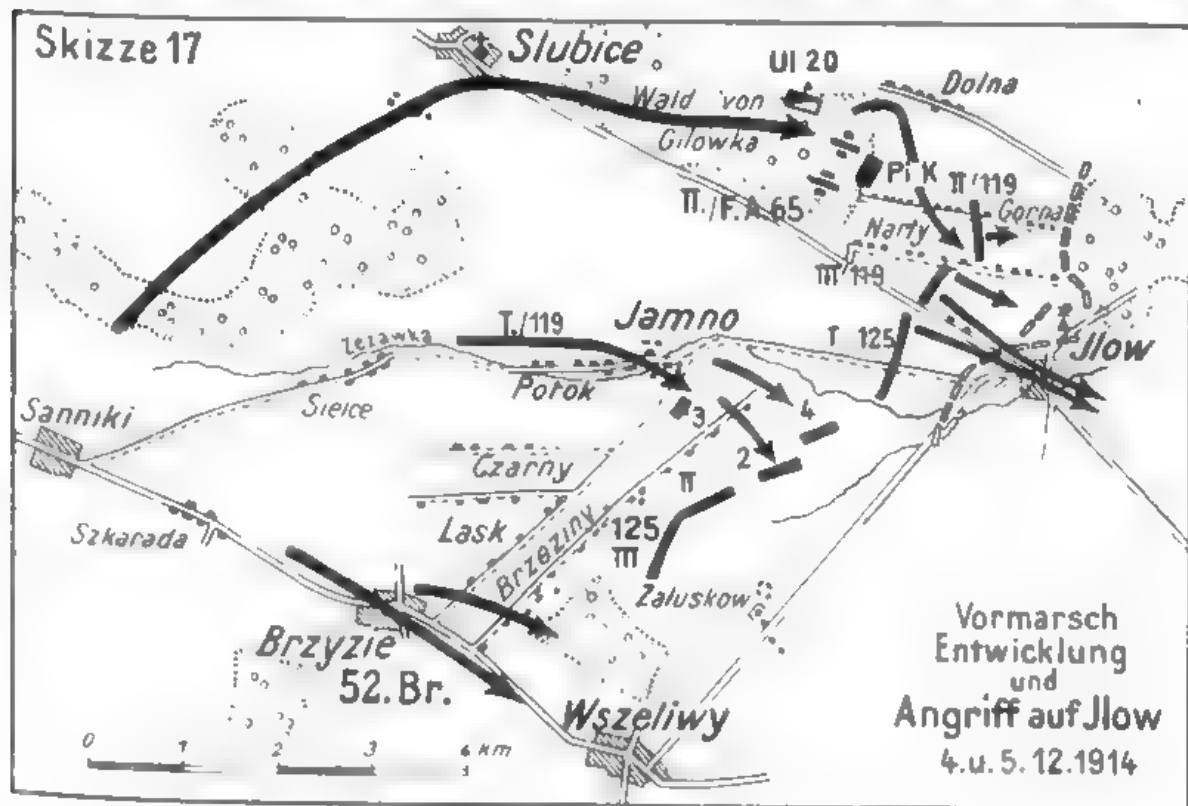 Skizze 17
Slubice
Ul 20
Dolna
Wald von
Gilowka
Pi K
II/119
II./F.A 65
Gorna
Narty
III 119
I./119
Jamno
I 125
Jlow
Zezawka
Potok
Sielce
Sanniki
3
4
Czarny
2
II
Szkarada
Lask
Brzeziny
125
III
Zaluskow
Brzyzie
52. Br.
Wszeliwy
Vormarsch
Entwicklung
und
Angriff auf Jlow
4. u. 5. 12. 1914
0 1 2 3 4 km